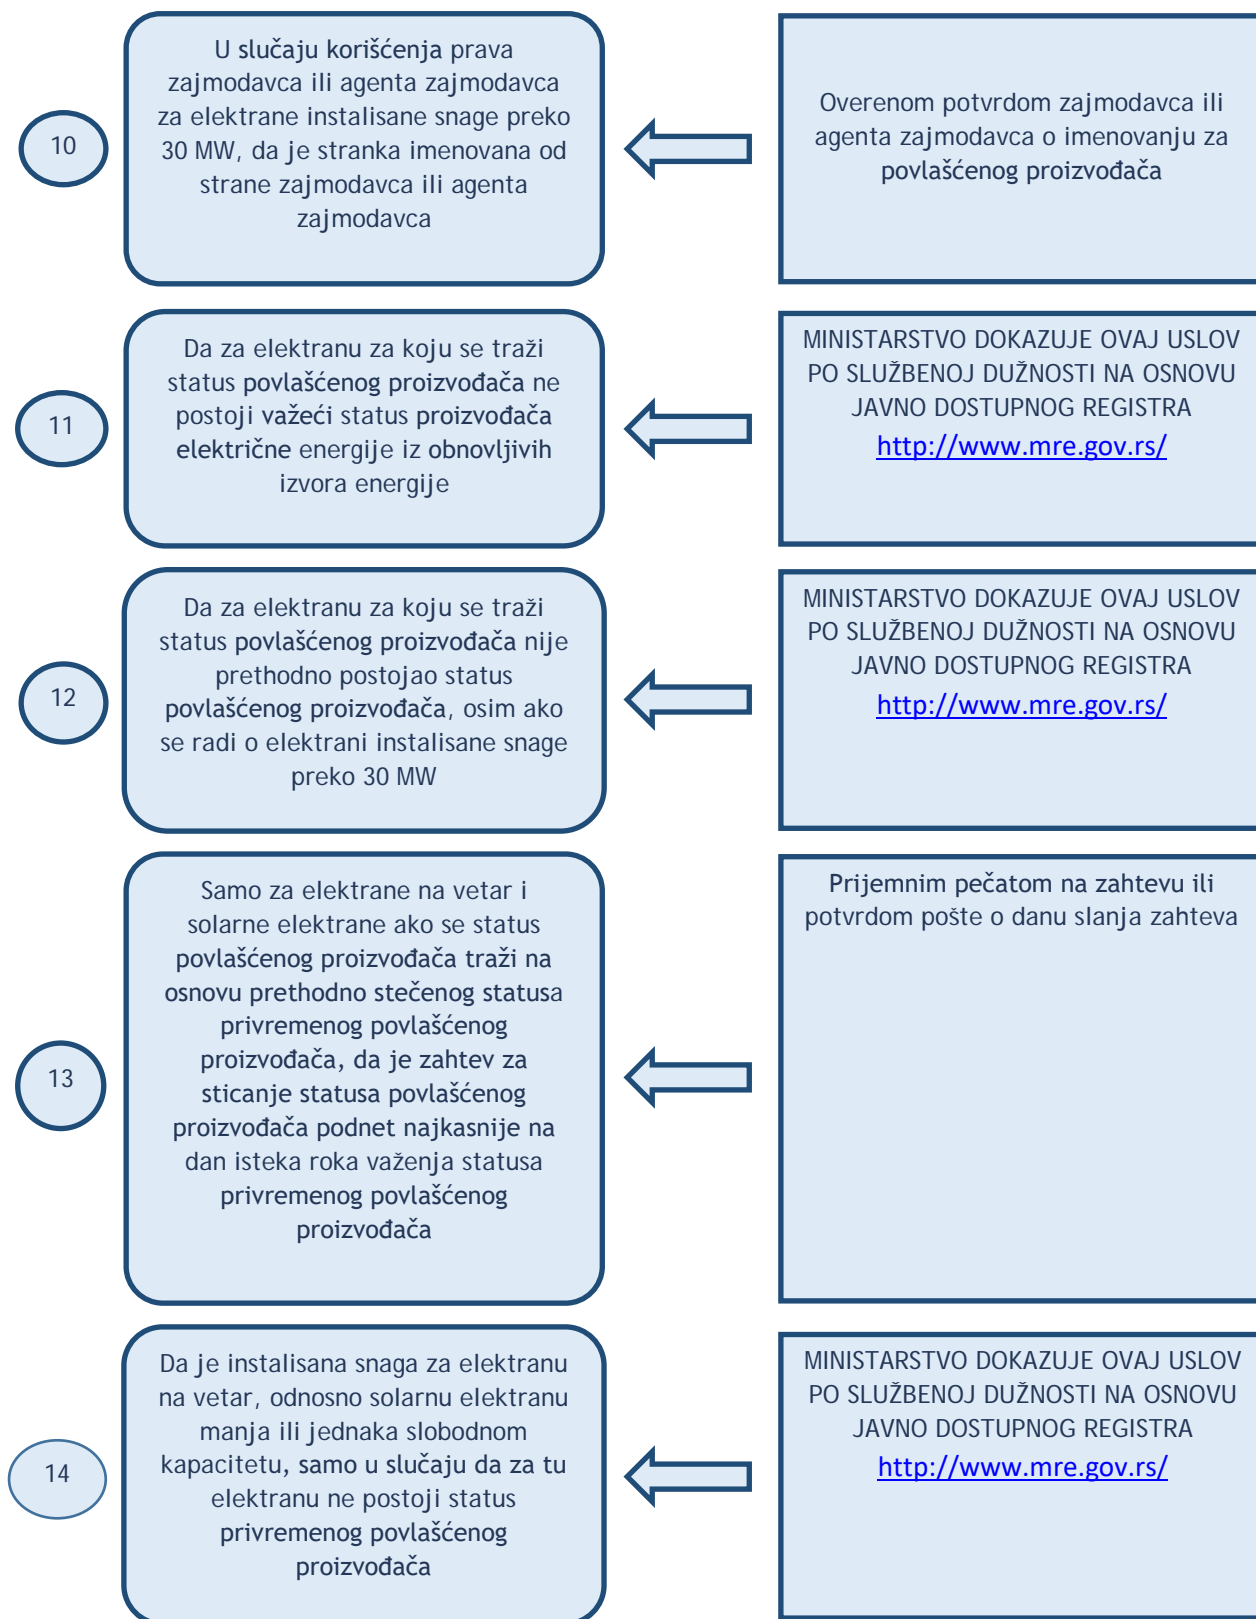 10
U slučaju korišćenja prava
zajmodavca ili agenta zajmodavca
za elektrane instalisane snage preko
30 MW, da je stranka imenovana od
strane zajmodavca ili agenta
zajmodavca
Overenom potvrdom zajmodavca ili
agenta zajmodavca o imenovanju za
povlašćenog proizvođača
11
Da za elektranu za koju se traži
status povlašćenog proizvođača ne
postoji važeći status proizvođača
električne energije iz obnovljivih
izvora energije
MINISTARSTVO DOKAZUJE OVAJ USLOV
PO SLUŽBENOJ DUŽNOSTI NA OSNOVU
JAVNO DOSTUPNOG REGISTRA
http://www.mre.gov.rs/
12
Da za elektranu za koju se traži
status povlašćenog proizvođača nije
prethodno postojao status
povlašćenog proizvođača, osim ako
se radi o elektrani instalisane snage
preko 30 MW
MINISTARSTVO DOKAZUJE OVAJ USLOV
PO SLUŽBENOJ DUŽNOSTI NA OSNOVU
JAVNO DOSTUPNOG REGISTRA
http://www.mre.gov.rs/
13
Samo za elektrane na vetar i
solarne elektrane ako se status
povlašćenog proizvođača traži na
osnovu prethodno stečenog statusa
privremenog povlašćenog
proizvođača, da je zahtev za
sticanje statusa povlašćenog
proizvođača podnet najkasnije na
dan isteka roka važenja statusa
privremenog povlašćenog
proizvođača
Prijemnim pečatom na zahtevu ili
potvrdom pošte o danu slanja zahteva
14
Da je instalisana snaga za elektranu
na vetar, odnosno solarnu elektranu
manja ili jednaka slobodnom
kapacitetu, samo u slučaju da za tu
elektranu ne postoji status
privremenog povlašćenog
proizvođača
MINISTARSTVO DOKAZUJE OVAJ USLOV
PO SLUŽBENOJ DUŽNOSTI NA OSNOVU
JAVNO DOSTUPNOG REGISTRA
http://www.mre.gov.rs/